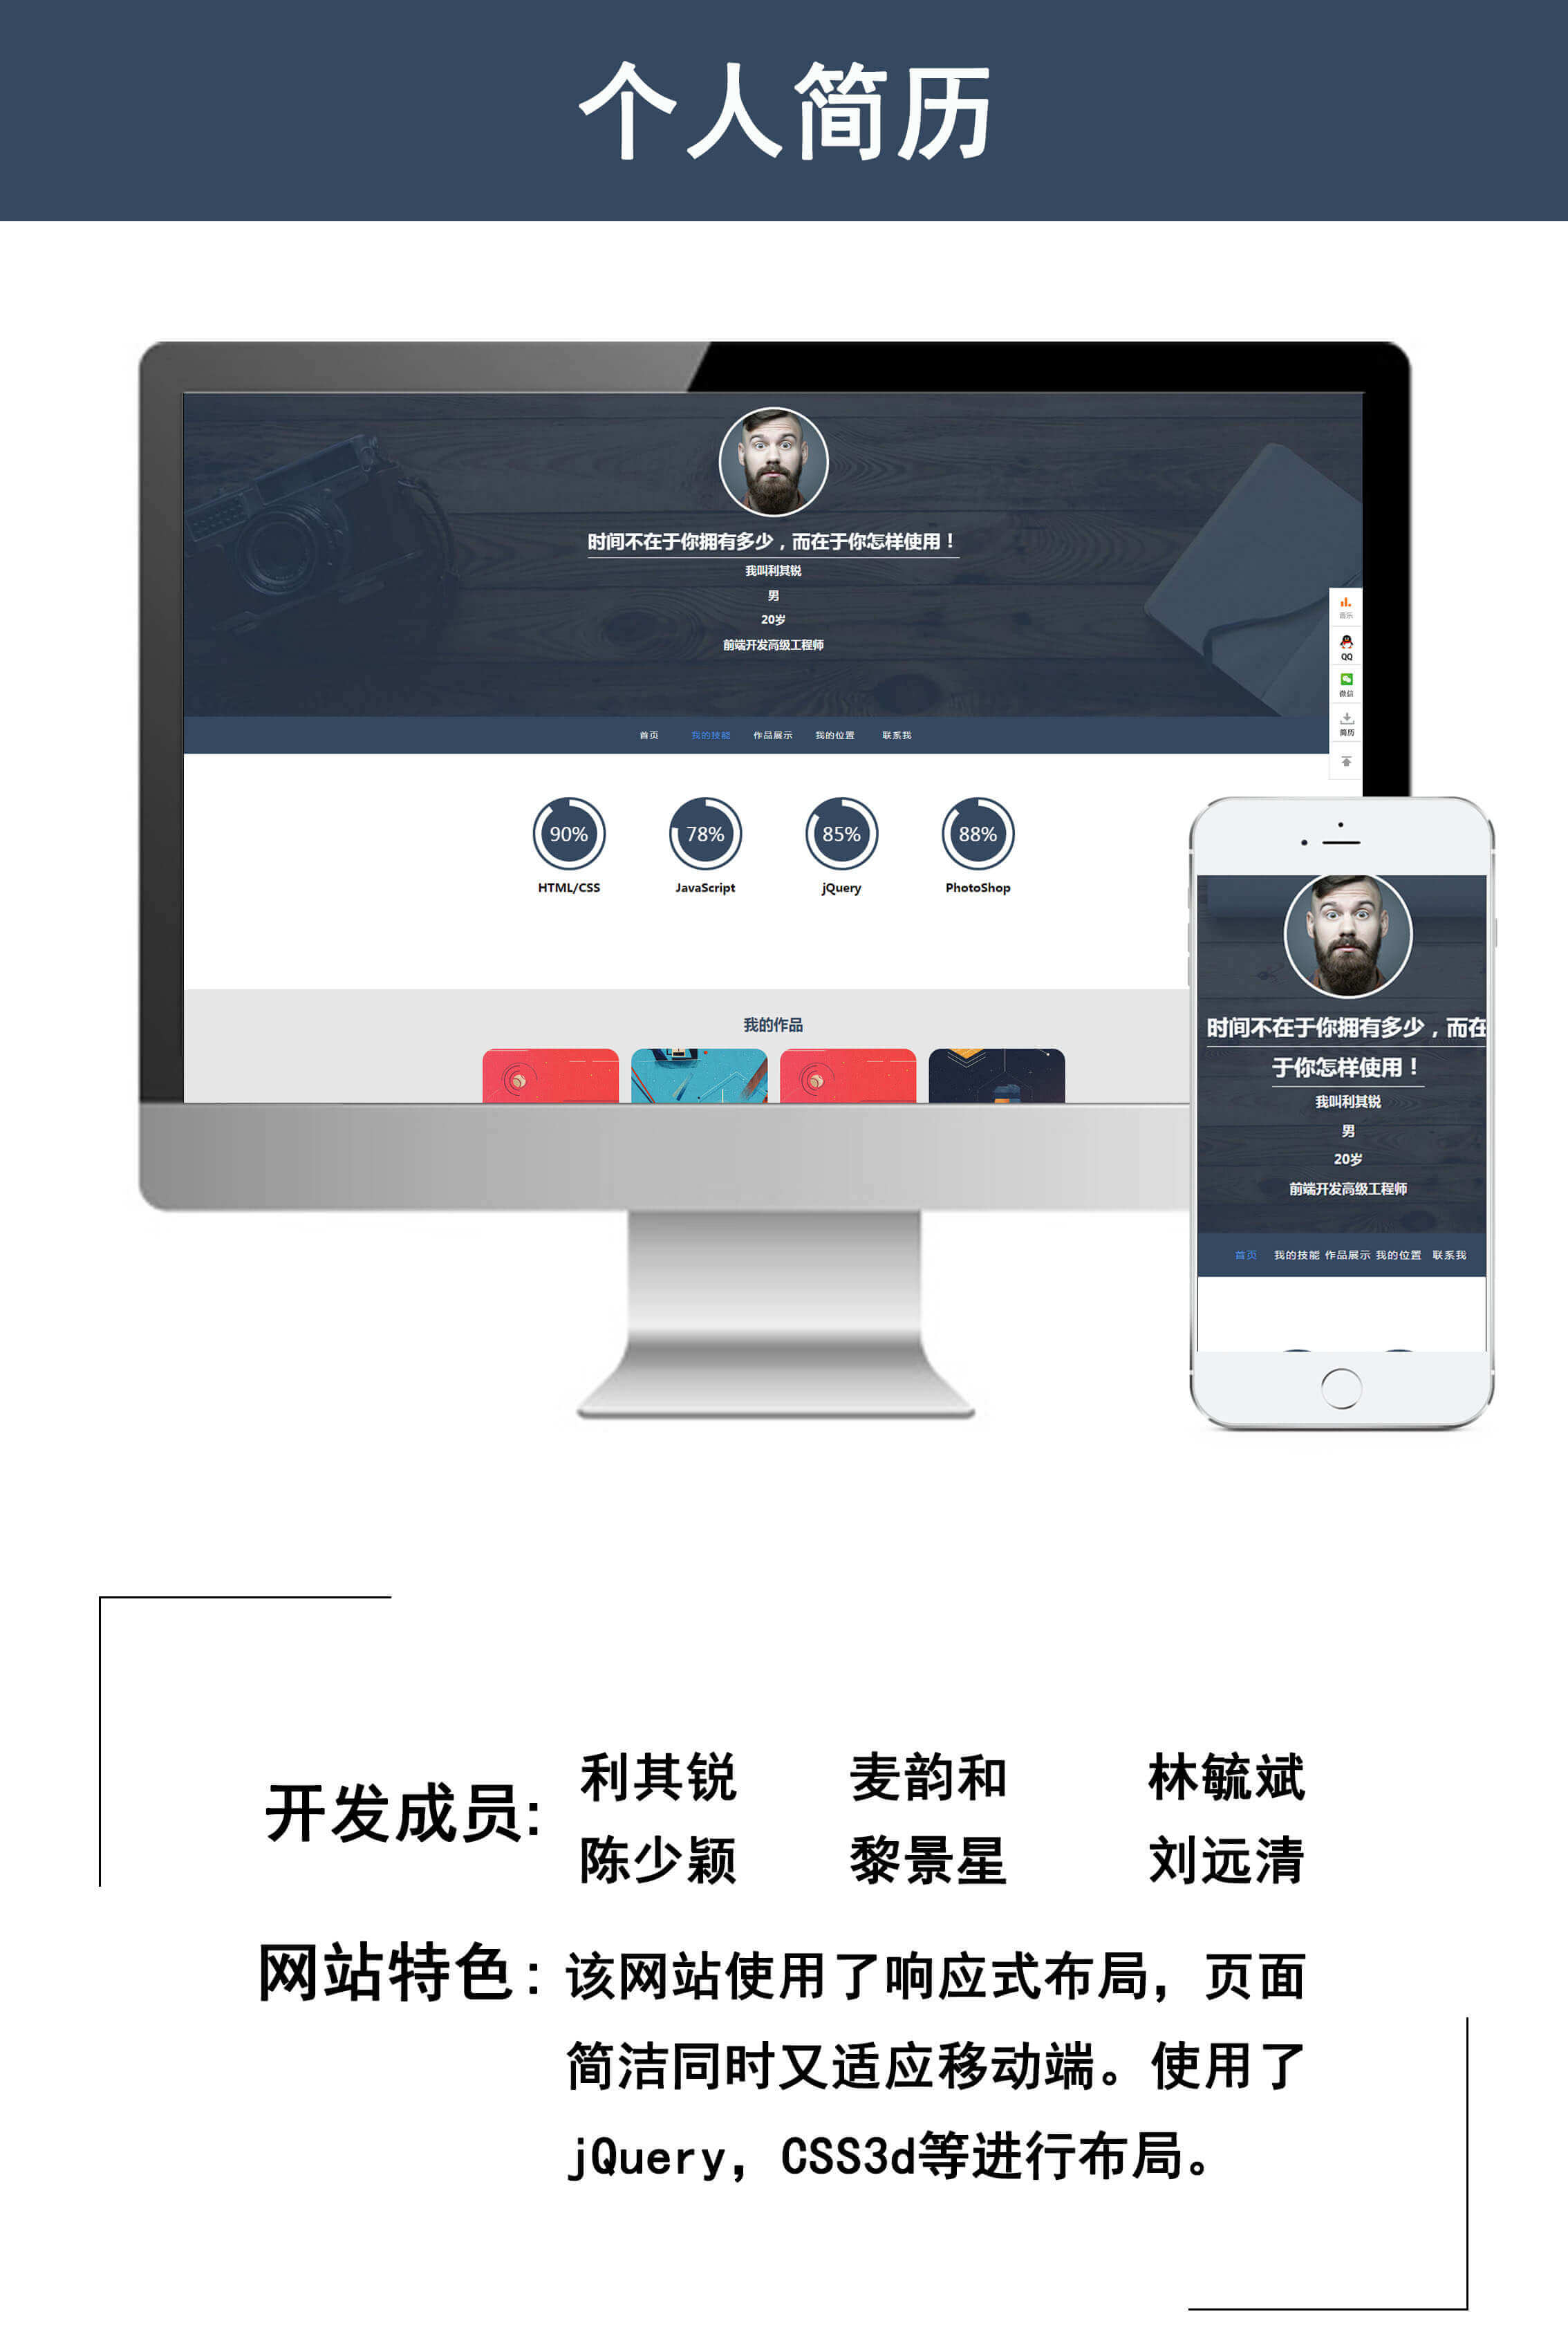 个人简历
时间不在于你拥有多少，而在于你怎样使用！
我叫利其锐
男
20岁
前端开发高级工程师
音乐
QQ
微信
简历
首页 我的技能 作品展示 我的位置 联系我
90% 78% 85% 88%
HTML/CSS JavaScript jQuery PhotoShop
我的作品
时间不在于你拥有多少，而在
于你怎样使用！
我叫利其锐
男
20岁
前端开发高级工程师
首页 我的技能 作品展示 我的位置 联系我
开发成员:
利其锐 麦韵和 林毓斌
陈少颖 黎景星 刘远清
网站特色：该网站使用了响应式布局，页面
简洁同时又适应移动端。使用了
jQuery，CSS3d等进行布局。